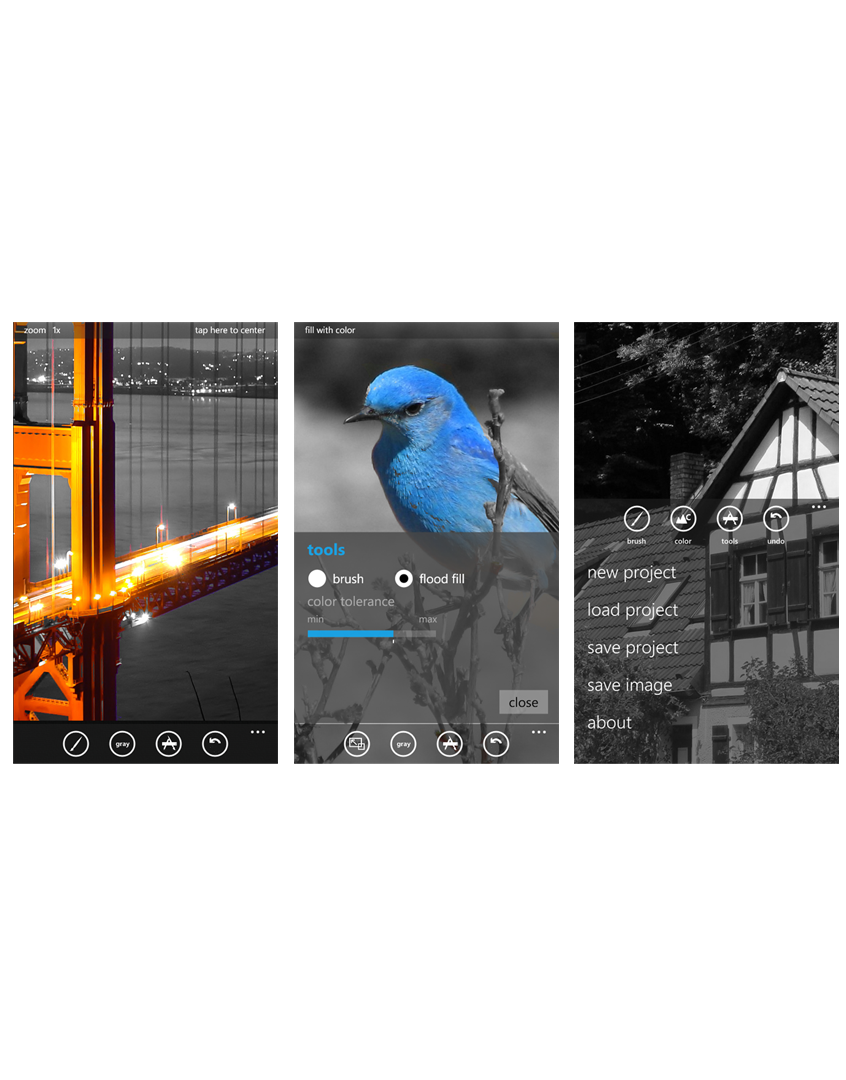 zoom 1x tap here to center
gray
fill with color
tools
brush flood fill
color tolerance
min max
close
gray
brush color tools undo
new project
load project
save project
save image
about